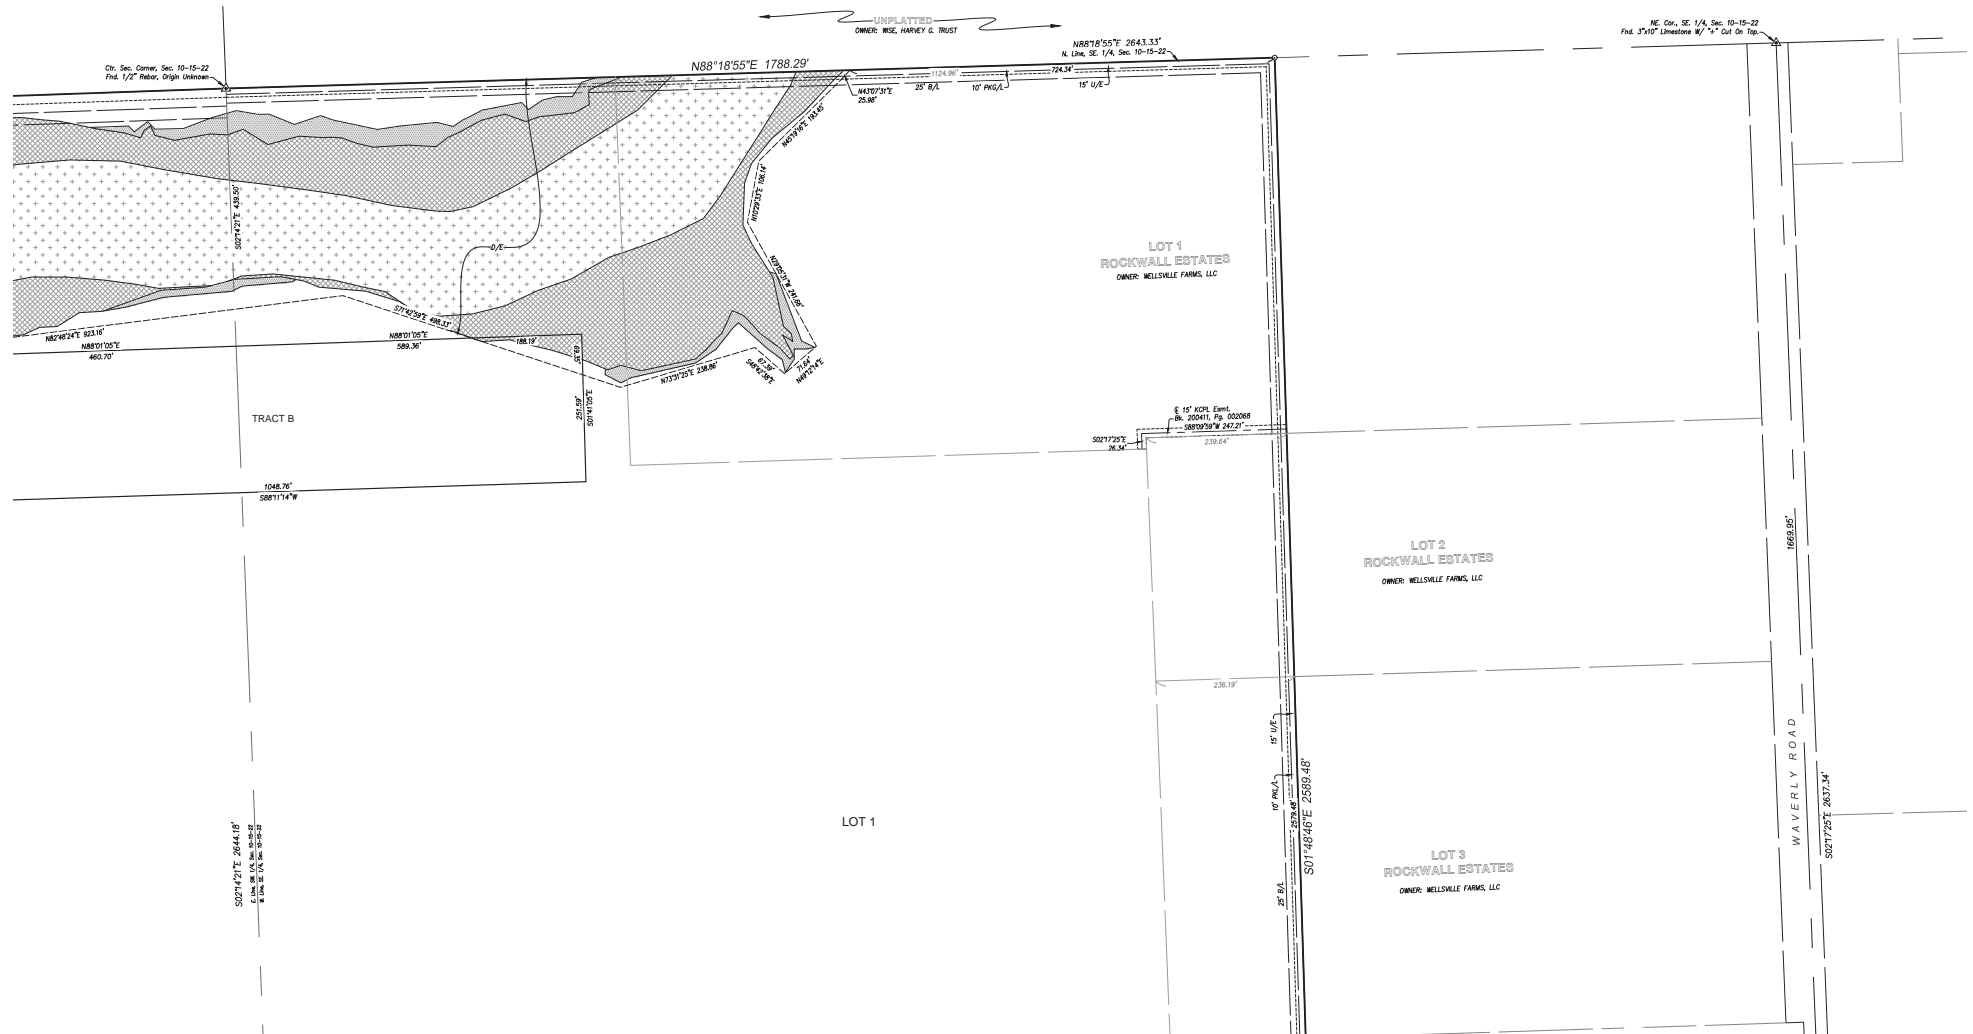 UNPLATTED
OWNER: WISE, HARVEY G. TRUST
NE. Cor., SE. 1/4, Sec. 10-15-22
Fnd. 3"x10" Limestone W/ "+" Cut On Top.
N88°18'55"E 2643.33'
N. Line, SE. 1/4, Sec. 10-15-22
Ctr. Sec. Corner, Sec. 10-15-22
Fnd. 1/2" Rebar, Origin Unknown
N88°18'55"E 1788.29'
1124.96'
724.34'
25' B/L
10' PKG/L
15' U/E
N43°07'31"E
25.98'
N45°19'16"E 193.45'
N10°29'33"E 106.14'
S02°14'21"E 439.50'
D/E
N29°05'31"W 241.66'
LOT 1
ROCKWALL ESTATES
OWNER: WELLSVILLE FARMS, LLC
S71°42'59"E 498.33'
N82°48'24"E 923.16'
N88°01'05"E
460.70'
N88°01'05"E
589.36'
188.19'
69.35'
N73°31'25"E 238.86'
67.39'
S48°42'38"E
71.64'
N49°12'14"E
251.59'
S01°41'05"E
TRACT B
℄ 15' KCPL Esmt.
Bk. 200411, Pg. 002068
S88°09'59"W 247.21'
S02°17'25"E
26.34'
239.64'
1048.76'
S88°11'14"W
LOT 2
ROCKWALL ESTATES
OWNER: WELLSVILLE FARMS, LLC
1669.95'
236.19'
15' U/E
10' PKG/L
25' B/L
2579.48'
S01°48'46"E 2589.48'
WAVERLY ROAD
S02°17'25"E 2637.34'
LOT 1
S02°14'21"E 2644.18'
E. Line, SW. 1/4, Sec. 10-15-22
W. Line, SE. 1/4, Sec. 10-15-22
LOT 3
ROCKWALL ESTATES
OWNER: WELLSVILLE FARMS, LLC